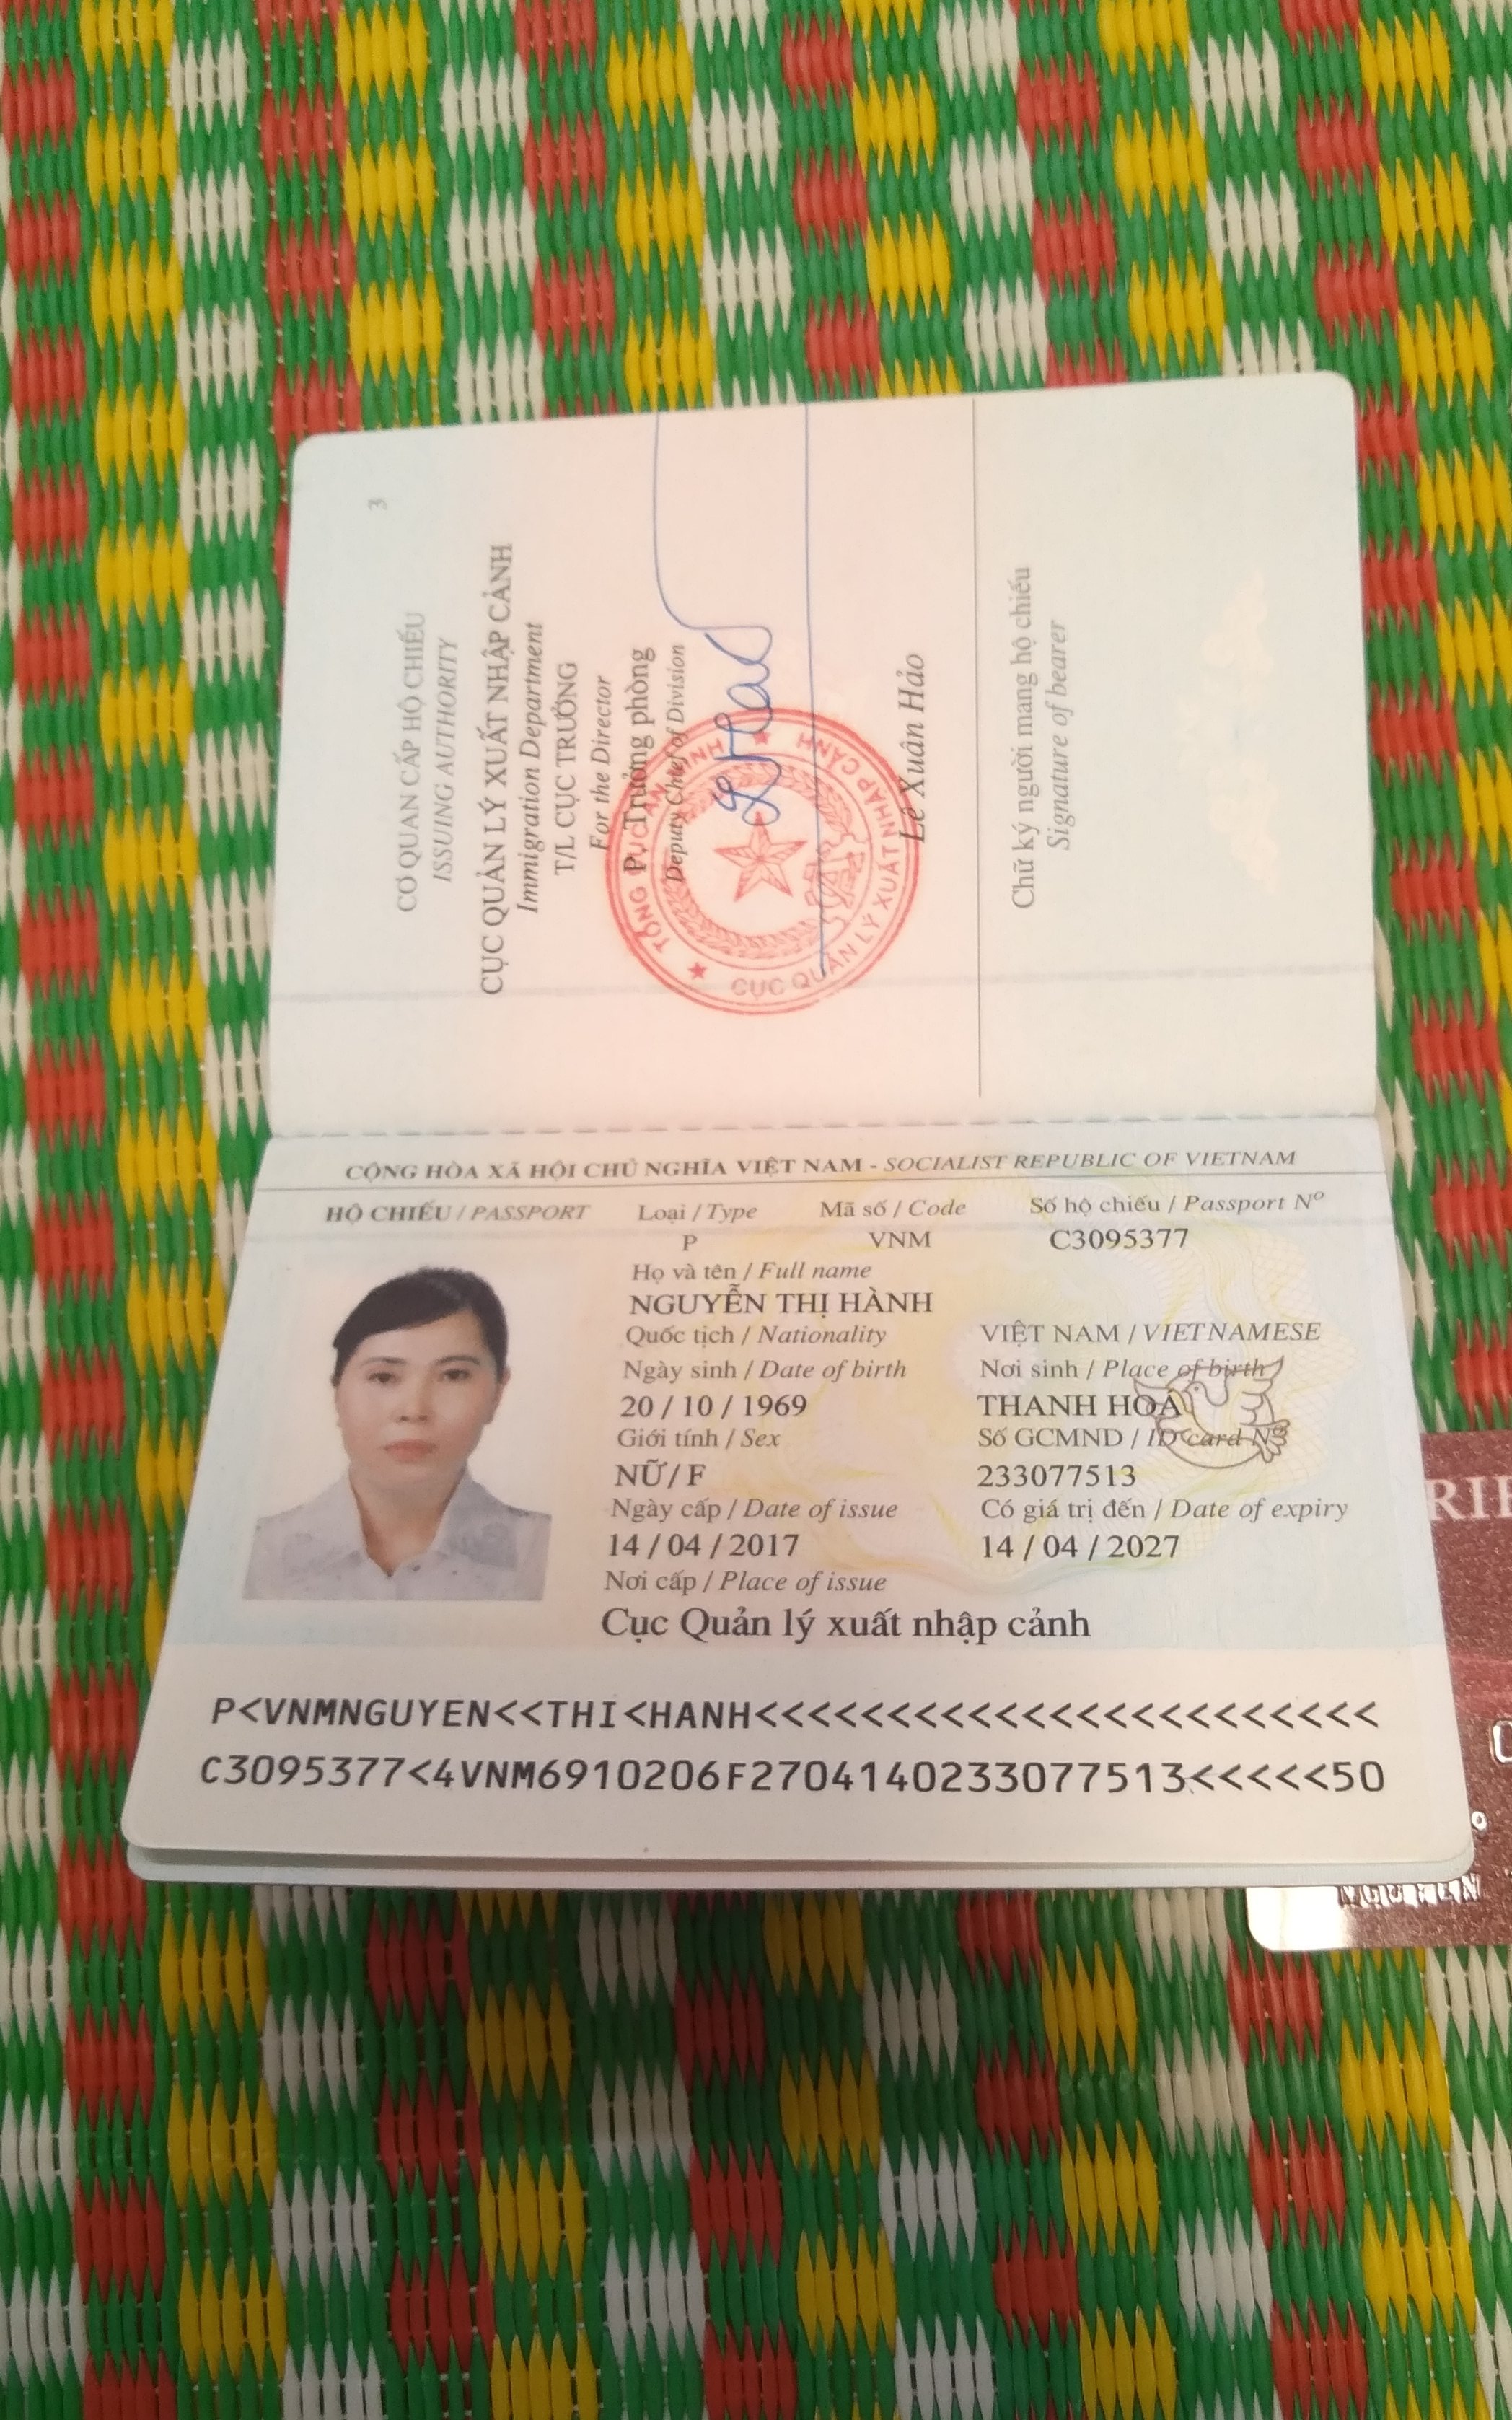 3
CƠ QUAN CẤP HỘ CHIẾU
ISSUING AUTHORITY
CỤC QUẢN LÝ XUẤT NHẬP CẢNH
Immigration Department
T/L CỤC TRƯỞNG
For the Director
P. Trưởng phòng
Deputy Chief of Division
TỔNG CỤC AN NINH
CỤC QUẢN LÝ XUẤT NHẬP CẢNH
Lê Xuân Hảo
Chữ ký người mang hộ chiếu
Signature of bearer
CỘNG HÒA XÃ HỘI CHỦ NGHĨA VIỆT NAM - SOCIALIST REPUBLIC OF VIETNAM
HỘ CHIẾU / PASSPORT Loại / Type Mã số / Code Số hộ chiếu / Passport Nº
P VNM C3095377
Họ và tên / Full name
NGUYỄN THỊ HÀNH
Quốc tịch / Nationality VIỆT NAM / VIETNAMESE
Ngày sinh / Date of birth Nơi sinh / Place of birth
20 / 10 / 1969 THANH HOÁ
Giới tính / Sex Số GCMND / ID card Nº
NỮ / F 233077513
Ngày cấp / Date of issue Có giá trị đến / Date of expiry
14 / 04 / 2017 14 / 04 / 2027
Nơi cấp / Place of issue
Cục Quản lý xuất nhập cảnh
P<VNMNGUYEN<<THI<HANH<<<<<<<<<<<<<<<<<<<<<<<
C3095377<4VNM6910206F2704140233077513<<<<<50
NGUYEN